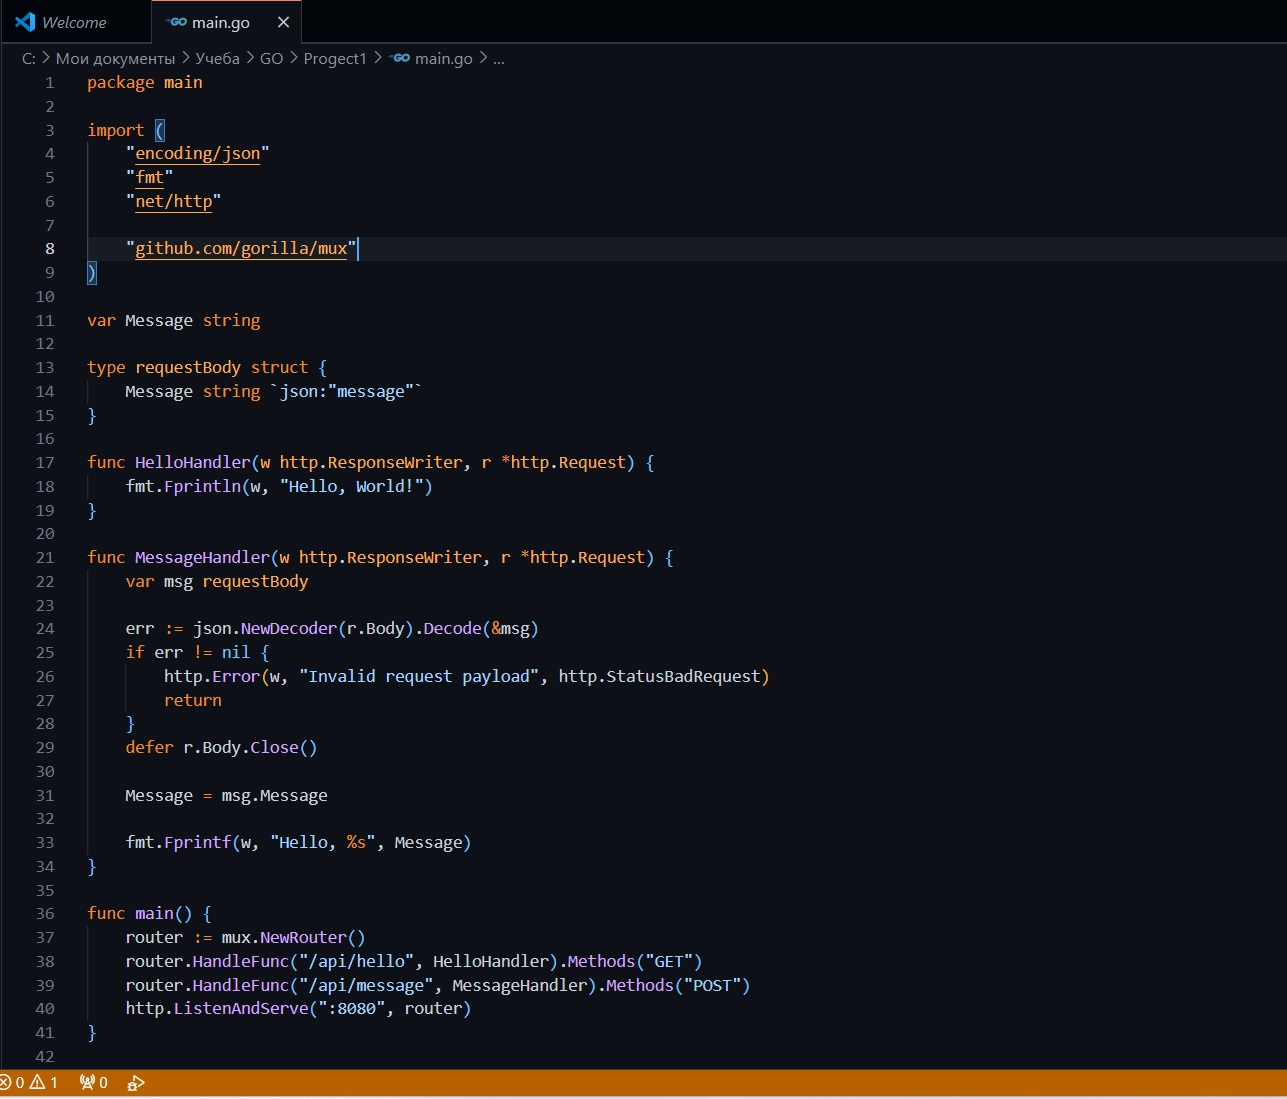 Welcome
GO main.go
C: > Мои документы > Учеба > GO > Progect1 > GO main.go > ...
1 package main
2
3 import (
4 "encoding/json"
5 "fmt"
6 "net/http"
7
8 "github.com/gorilla/mux"
9 )
10
11 var Message string
12
13 type requestBody struct {
14 Message string `json:"message"`
15 }
16
17 func HelloHandler(w http.ResponseWriter, r *http.Request) {
18 fmt.Fprintln(w, "Hello, World!")
19 }
20
21 func MessageHandler(w http.ResponseWriter, r *http.Request) {
22 var msg requestBody
23
24 err := json.NewDecoder(r.Body).Decode(&msg)
25 if err != nil {
26 http.Error(w, "Invalid request payload", http.StatusBadRequest)
27 return
28 }
29 defer r.Body.Close()
30
31 Message = msg.Message
32
33 fmt.Fprintf(w, "Hello, %s", Message)
34 }
35
36 func main() {
37 router := mux.NewRouter()
38 router.HandleFunc("/api/hello", HelloHandler).Methods("GET")
39 router.HandleFunc("/api/message", MessageHandler).Methods("POST")
40 http.ListenAndServe(":8080", router)
41 }
42
0 1 0